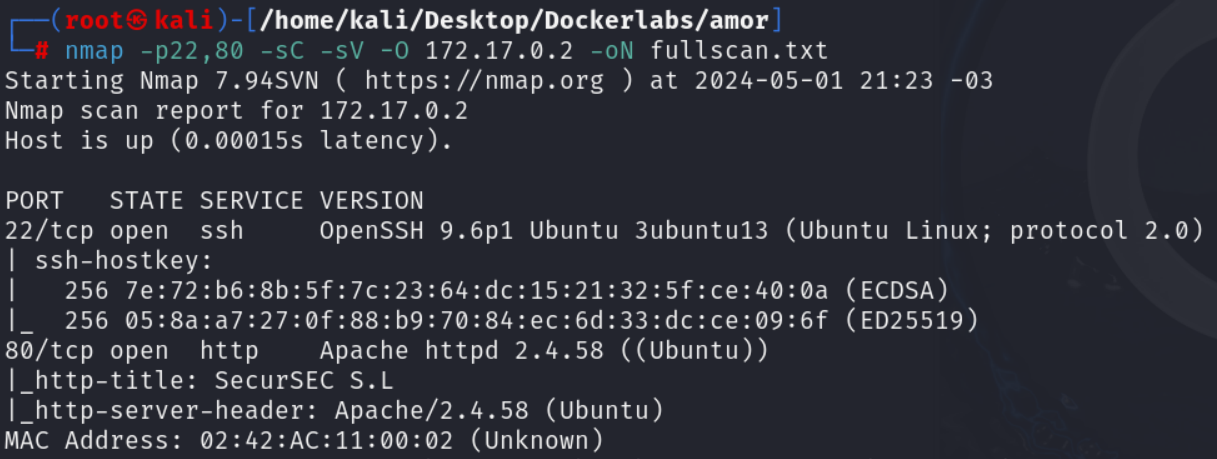 ┌──(root㉿kali)-[/home/kali/Desktop/Dockerlabs/amor]
└─# nmap -p22,80 -sC -sV -O 172.17.0.2 -oN fullscan.txt
Starting Nmap 7.94SVN ( https://nmap.org ) at 2024-05-01 21:23 -03
Nmap scan report for 172.17.0.2
Host is up (0.00015s latency).

PORT   STATE SERVICE VERSION
22/tcp open  ssh     OpenSSH 9.6p1 Ubuntu 3ubuntu13 (Ubuntu Linux; protocol 2.0)
| ssh-hostkey:
|   256 7e:72:b6:8b:5f:7c:23:64:dc:15:21:32:5f:ce:40:0a (ECDSA)
|_  256 05:8a:a7:27:0f:88:b9:70:84:ec:6d:33:dc:ce:09:6f (ED25519)
80/tcp open  http    Apache httpd 2.4.58 ((Ubuntu))
|_http-title: SecurSEC S.L
|_http-server-header: Apache/2.4.58 (Ubuntu)
MAC Address: 02:42:AC:11:00:02 (Unknown)